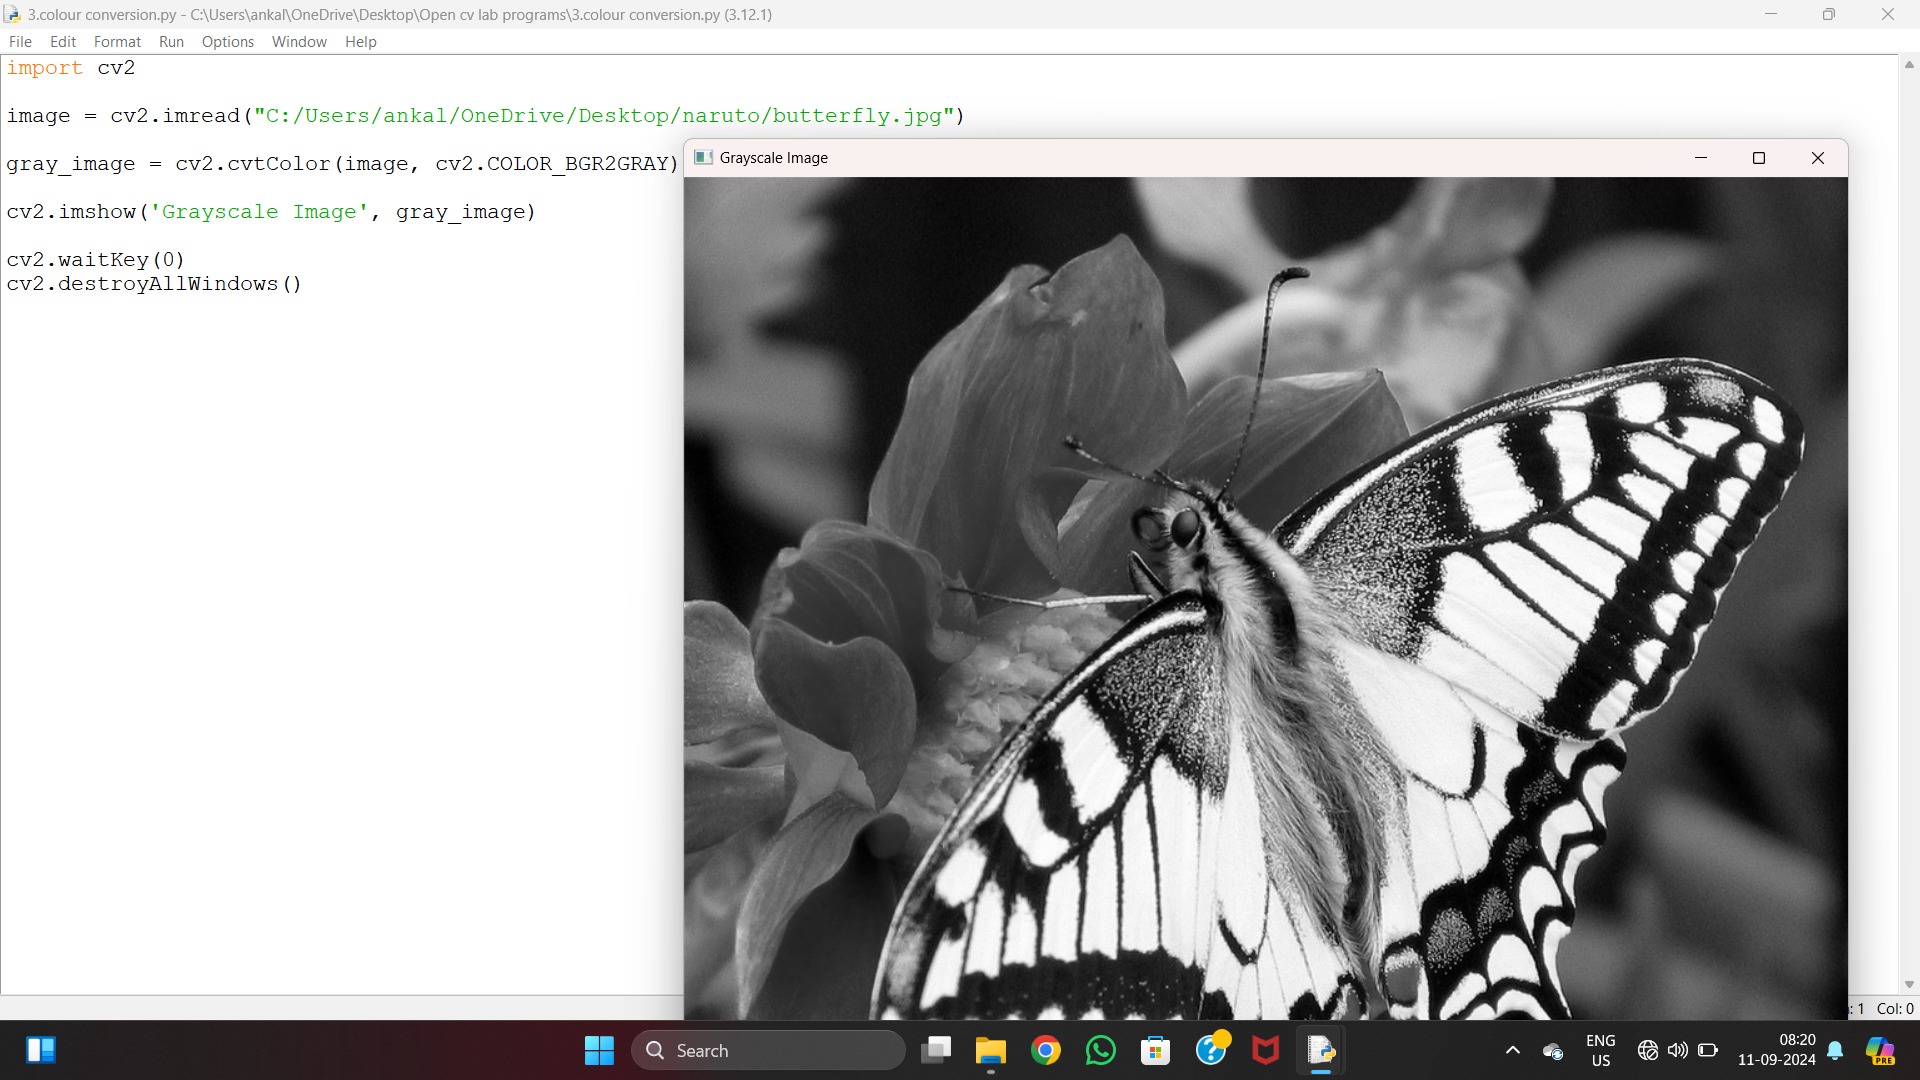 3.colour conversion.py - C:\Users\ankal\OneDrive\Desktop\Open cv lab programs\3.colour conversion.py (3.12.1)
File Edit Format Run Options Window Help
import cv2
image = cv2.imread("C:/Users/ankal/OneDrive/Desktop/naruto/butterfly.jpg")
gray_image = cv2.cvtColor(image, cv2.COLOR_BGR2GRAY)
cv2.imshow('Grayscale Image', gray_image)
cv2.waitKey(0)
cv2.destroyAllWindows()
Grayscale Image
: 1 Col: 0
Search
ENG
US
08:20
11-09-2024
PRE